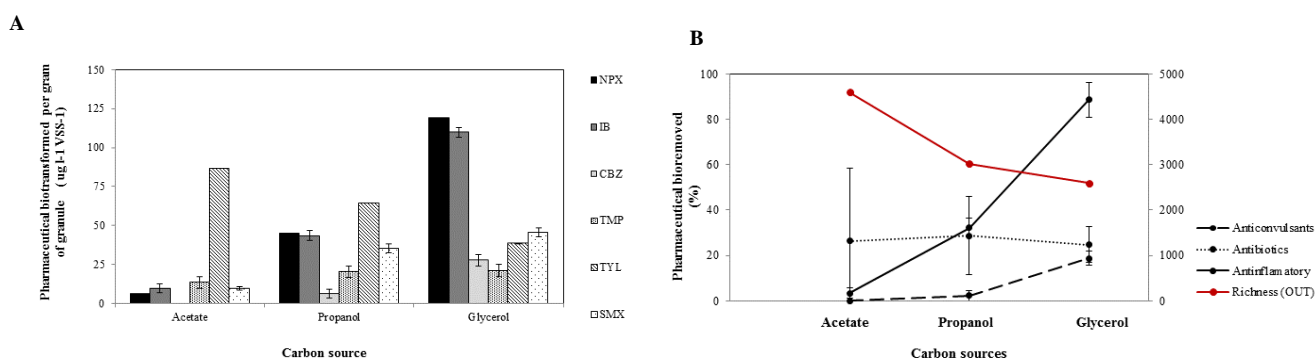 A
Pharmaceutical biotransformed per gram
of granule (ug l-1 VSS-1)
150
125
100
75
50
25
0
Acetate
Propanol
Glycerol
Carbon source
NPX
IB
CBZ
TMP
TYL
SMX
B
Pharmaceutical bioremoved
(%)
100
80
60
40
20
0
5000
4000
3000
2000
1000
0
Acetate
Propanol
Glycerol
Carbon sources
Anticonvulsants
Antibiotics
Antinflamatory
Richness (OUT)